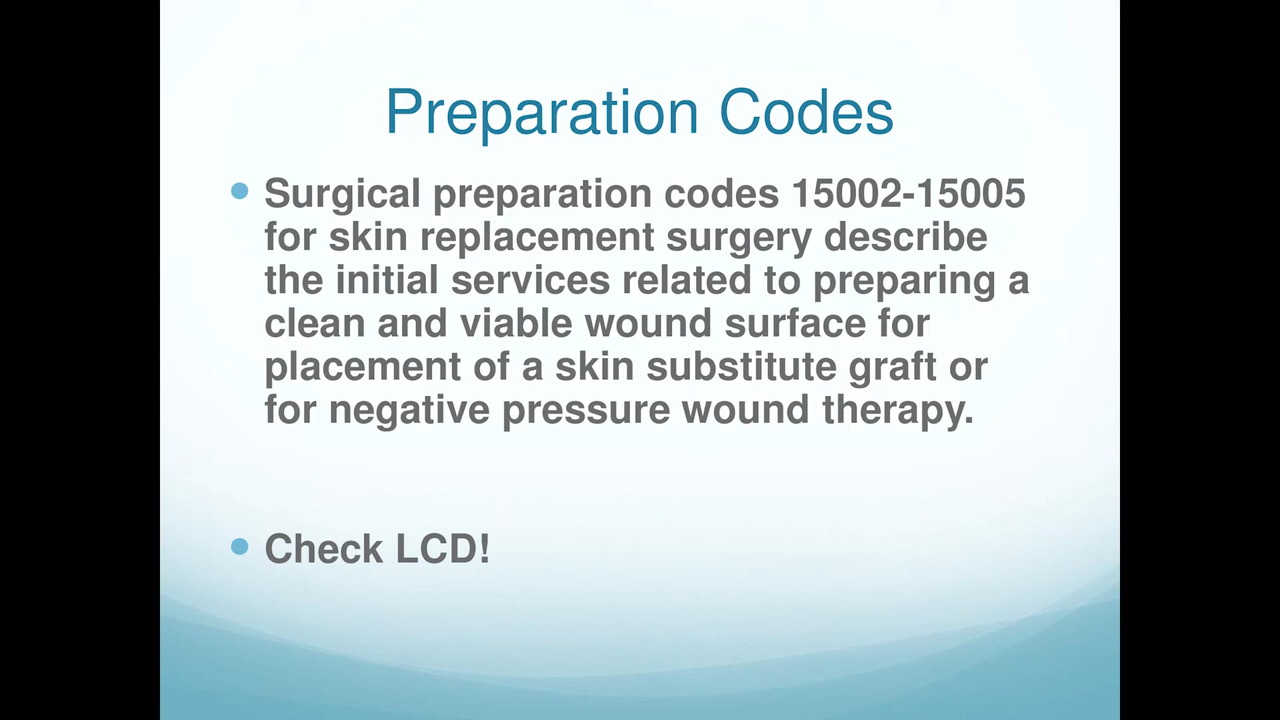 Preparation Codes
Surgical preparation codes 15002-15005
for skin replacement surgery describe
the initial services related to preparing a
clean and viable wound surface for
placement of a skin substitute graft or
for negative pressure wound therapy.
Check LCD!